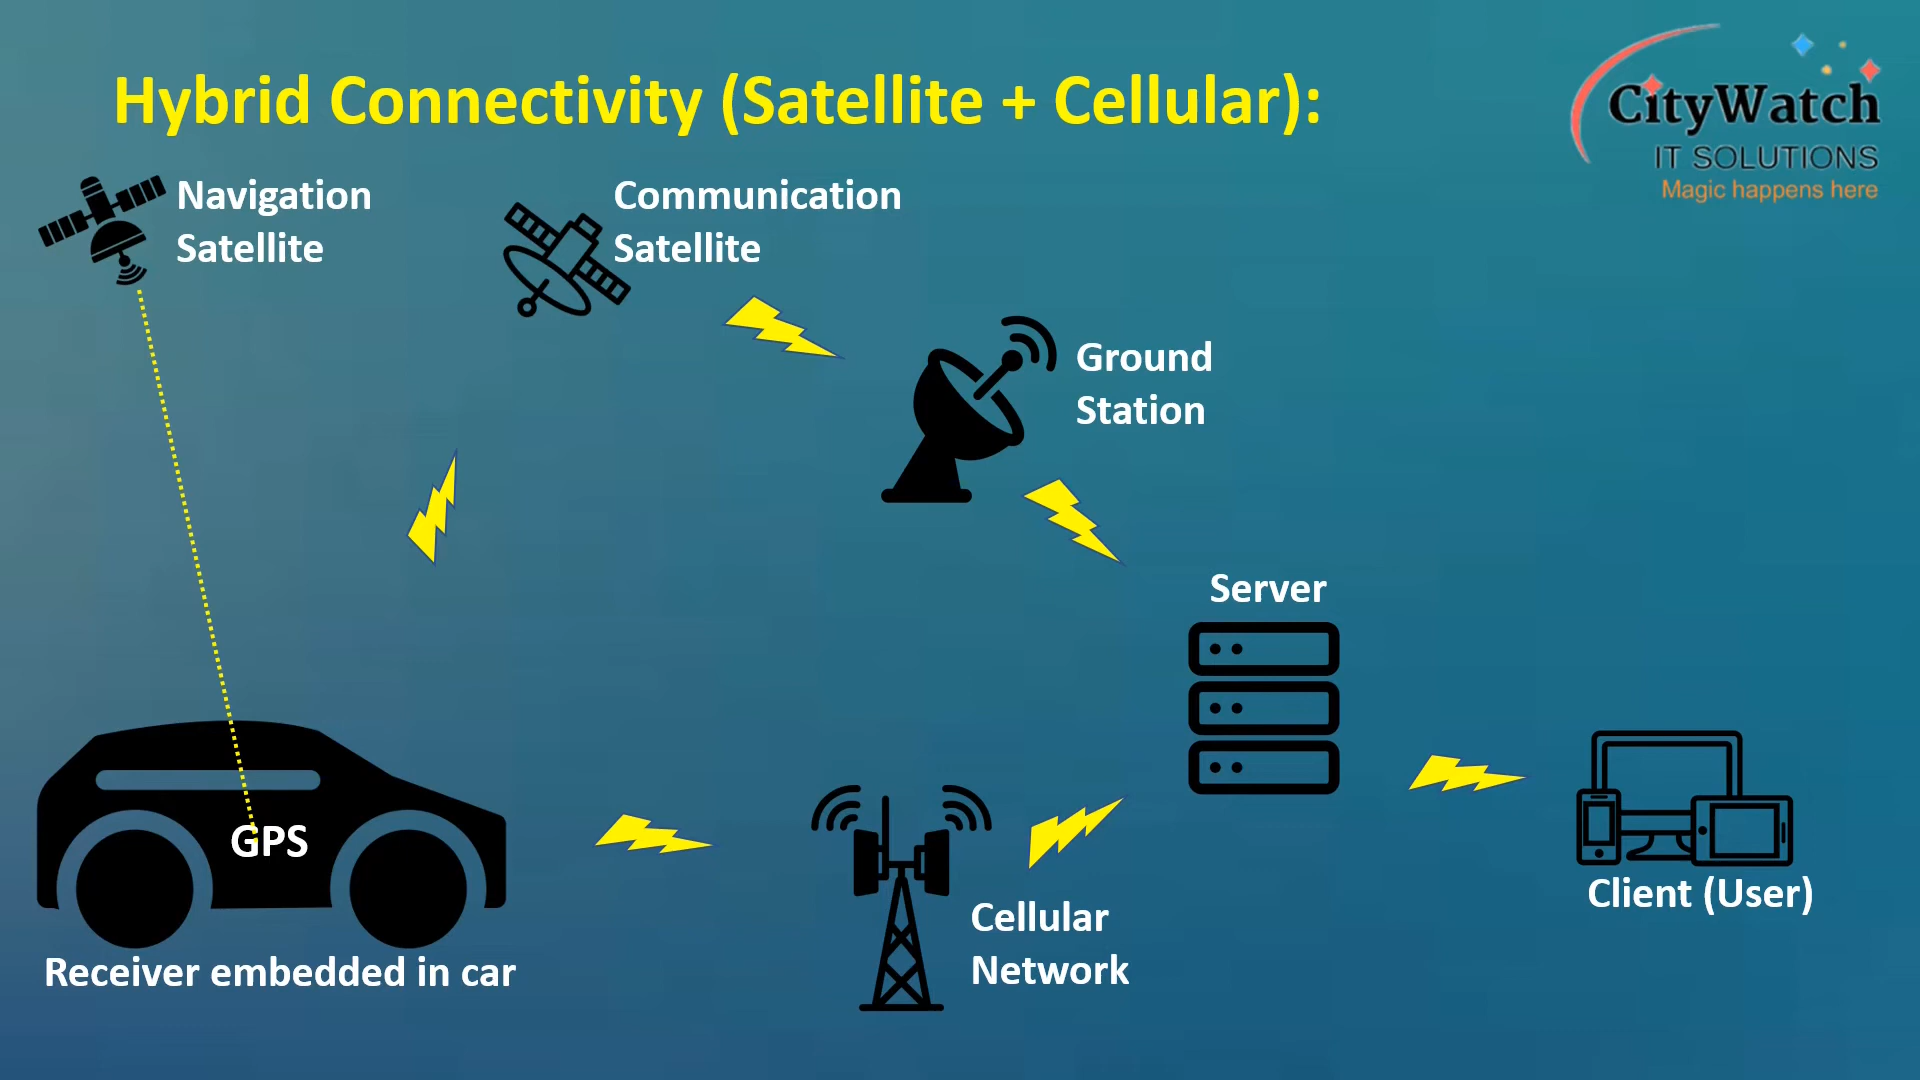 Hybrid Connectivity (Satellite + Cellular):
CityWatch
IT SOLUTIONS
Magic happens here
Navigation
Satellite
Communication
Satellite
Ground
Station
Server
GPS
Receiver embedded in car
Cellular
Network
Client (User)